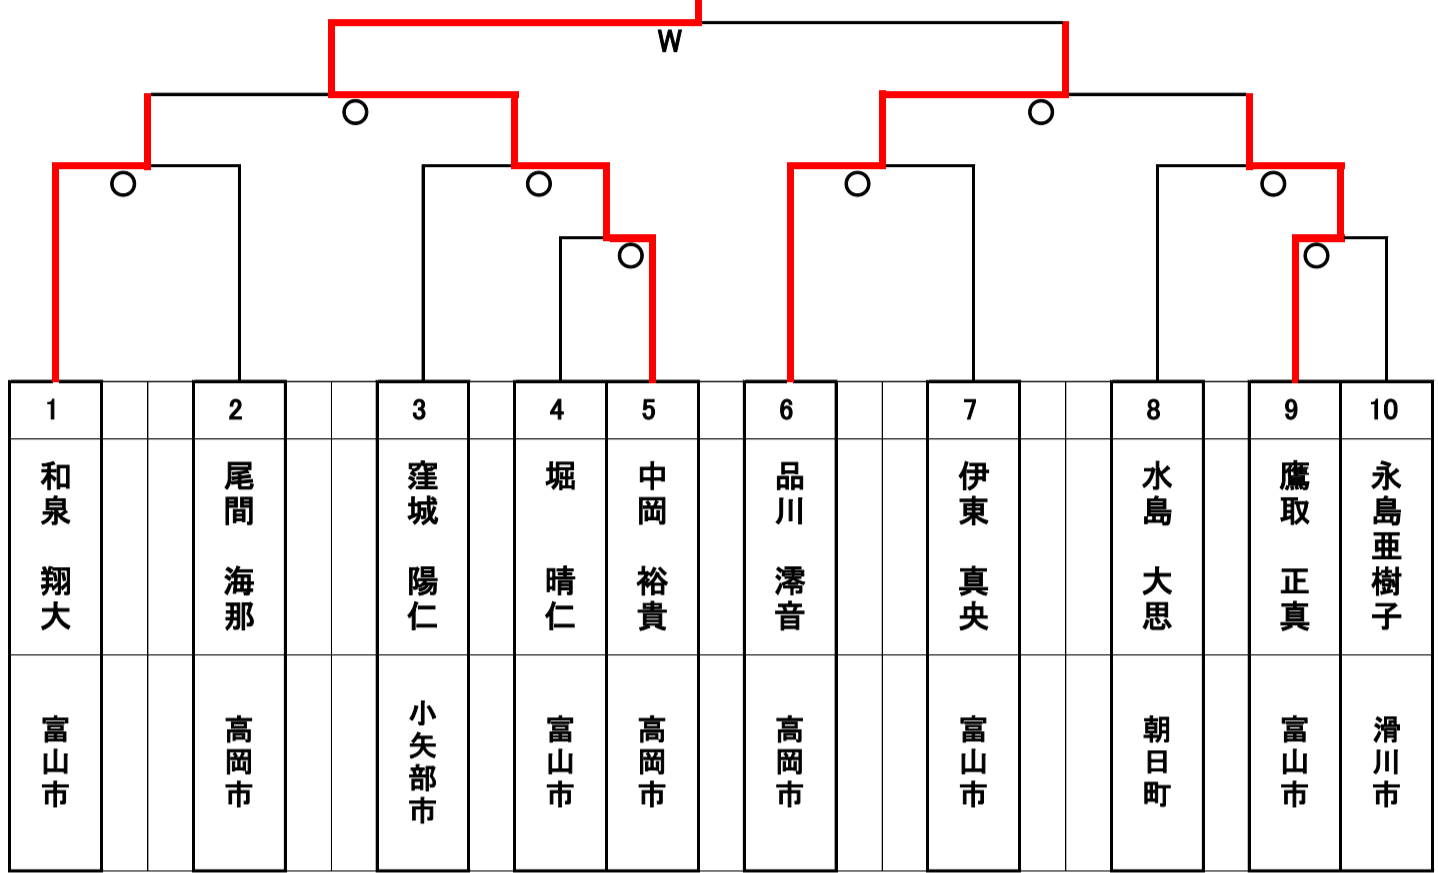 W
○ ○
○ ○ ○ ○
○ ○
1 2 3 4 5 6 7 8 9 10
和泉 翔大
尾間 海那
窪城 陽仁
堀 晴仁
中岡 裕貴
品川 澪音
伊東 真央
水島 大思
鷹取 正真
永島亜樹子
富山市
高岡市
小矢部市
富山市
高岡市
高岡市
富山市
朝日町
富山市
滑川市